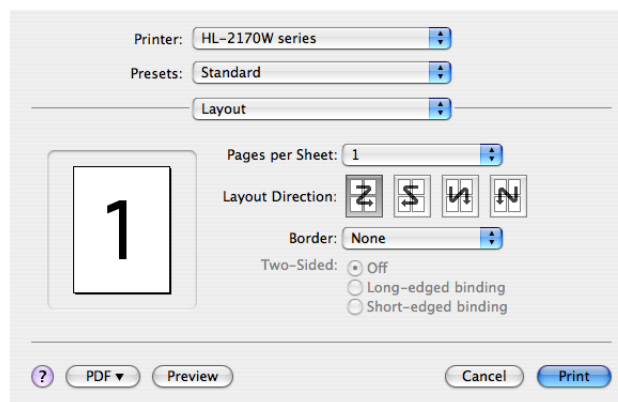 Printer: HL-2170W series
Presets: Standard
Layout
Pages per Sheet: 1
1
Layout Direction:
Border: None
Two-Sided: Off
Long-edged binding
Short-edged binding
? PDF ▼ Preview Cancel Print